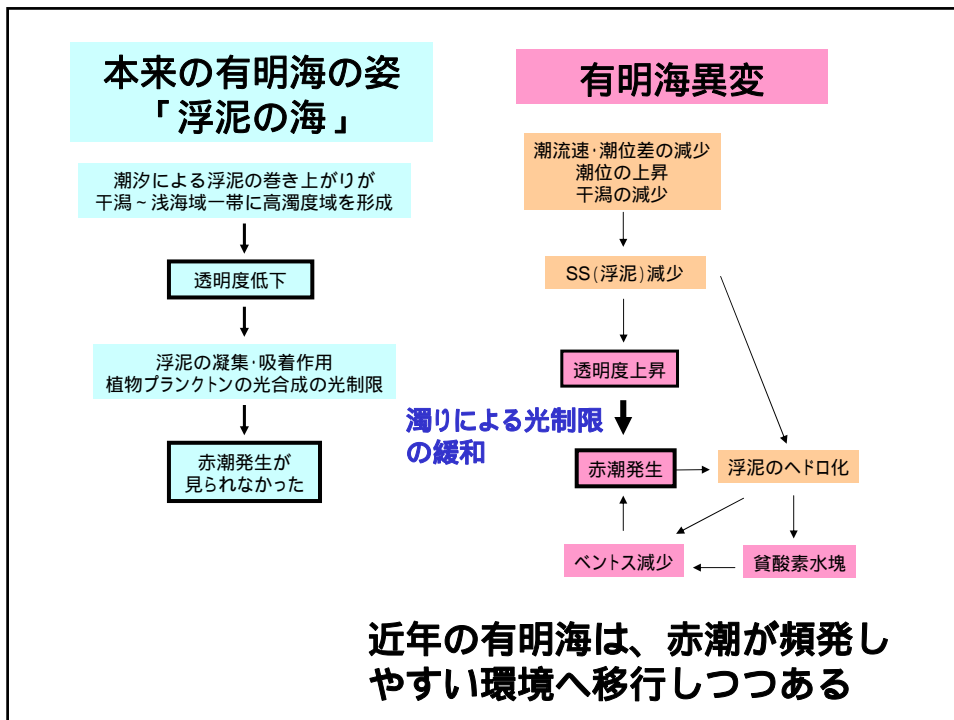 本来の有明海の姿
「浮泥の海」
潮汐による浮泥の巻き上がりが
干潟~浅海域一帯に高濁度域を形成
透明度低下
浮泥の凝集・吸着作用
植物プランクトンの光合成の光制限
赤潮発生が
見られなかった
有明海異変
潮流速・潮位差の減少
潮位の上昇
干潟の減少
SS(浮泥)減少
透明度上昇
濁りによる光制限
の緩和
赤潮発生
浮泥のヘドロ化
ベントス減少
貧酸素水塊
近年の有明海は、赤潮が頻発し
やすい環境へ移行しつつある